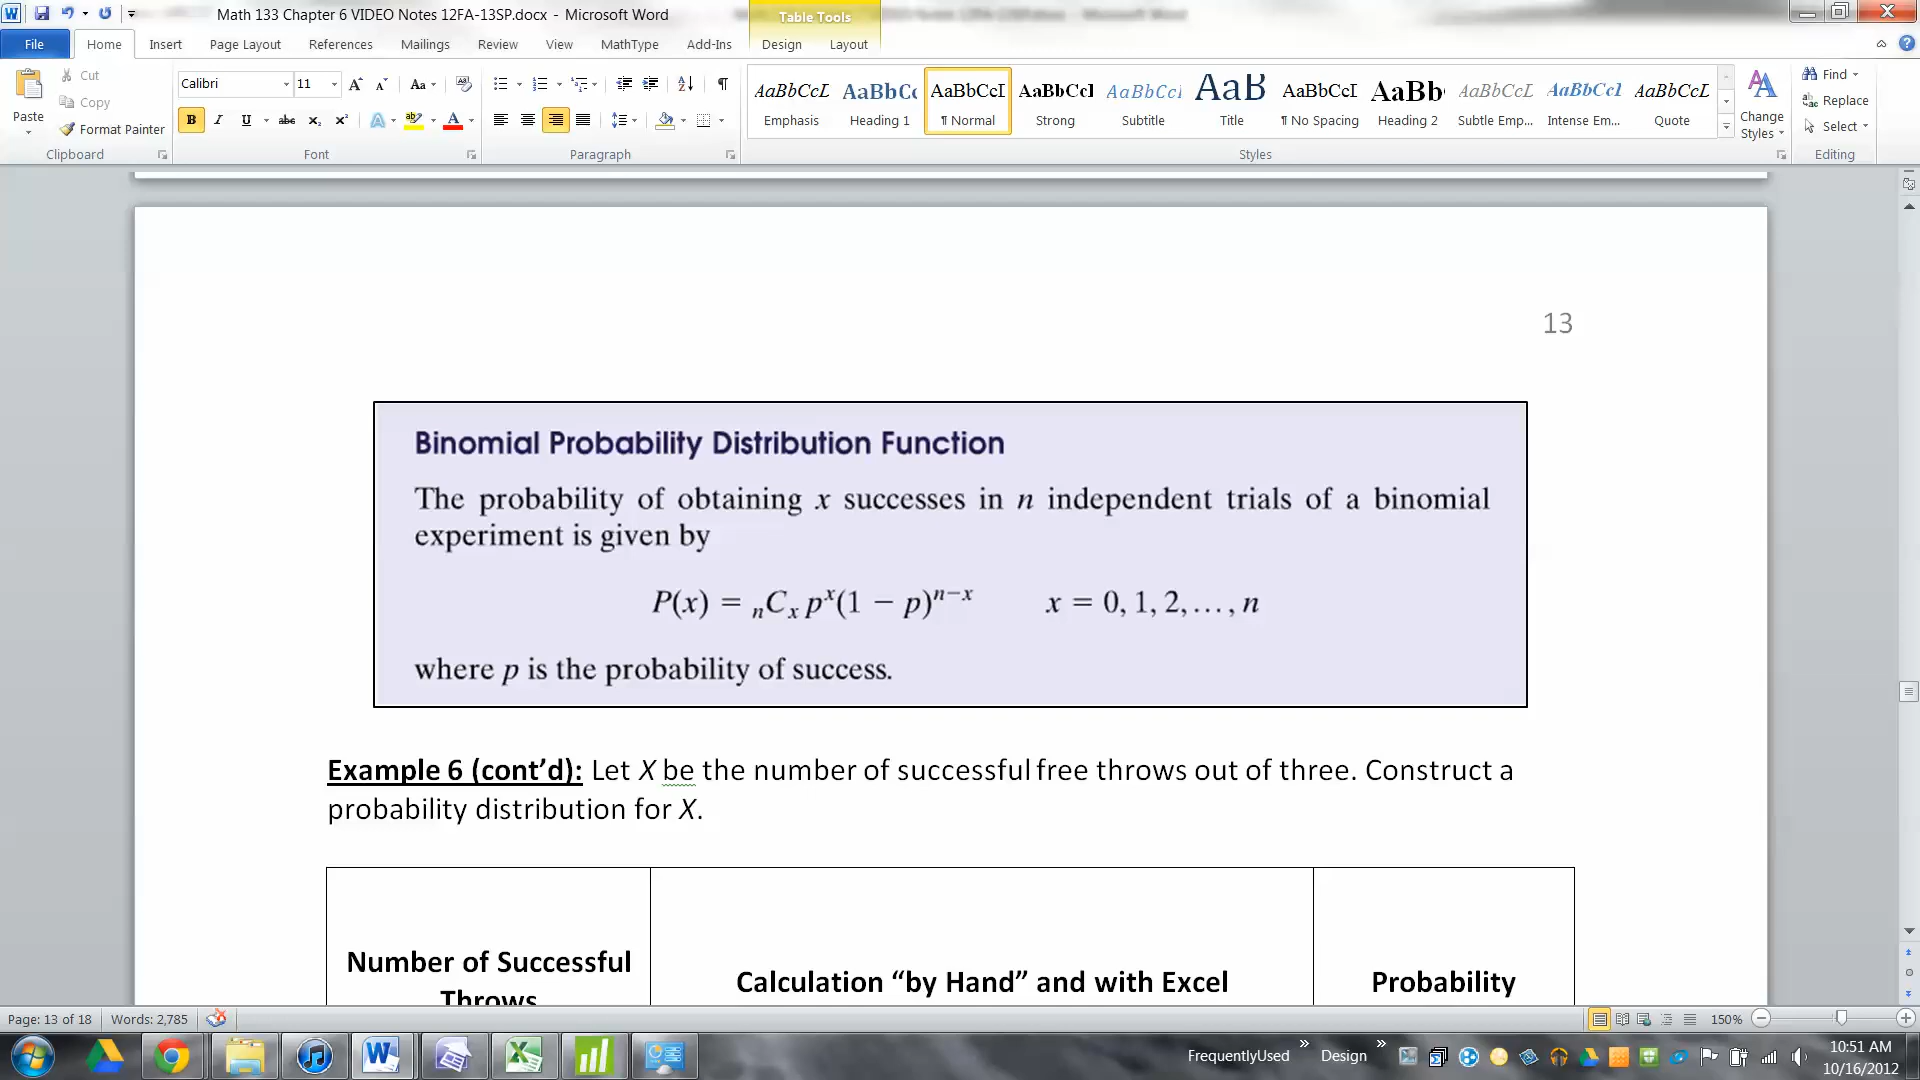 Math 133 Chapter 6 VIDEO Notes 12FA-13SP.docx - Microsoft Word
Table Tools
File Home Insert Page Layout References Mailings Review View MathType Add-Ins Design Layout
Paste
Cut
Copy
Format Painter
Clipboard
Calibri 11
Font
Paragraph
AaBbCcL AaBbCc AaBbCcI AaBbCcI AaBbCcI AaB AaBbCcI AaBb AaBbCcL AaBbCcI AaBbCcL
Emphasis Heading 1 ¶ Normal Strong Subtitle Title ¶ No Spacing Heading 2 Subtle Emp... Intense Em... Quote
Styles
Change Styles
Find
Replace
Select
Editing
13
Binomial Probability Distribution Function
The probability of obtaining x successes in n independent trials of a binomial
experiment is given by
P(x) = ₙCₓ pˣ(1 − p)ⁿ⁻ˣ x = 0, 1, 2, ..., n
where p is the probability of success.
Example 6 (cont’d): Let X be the number of successful free throws out of three. Construct a
probability distribution for X.
Number of Successful
Throws
Calculation “by Hand” and with Excel
Probability
Page: 13 of 18 Words: 2,785
150%
FrequentlyUsed » Design »
10:51 AM
10/16/2012